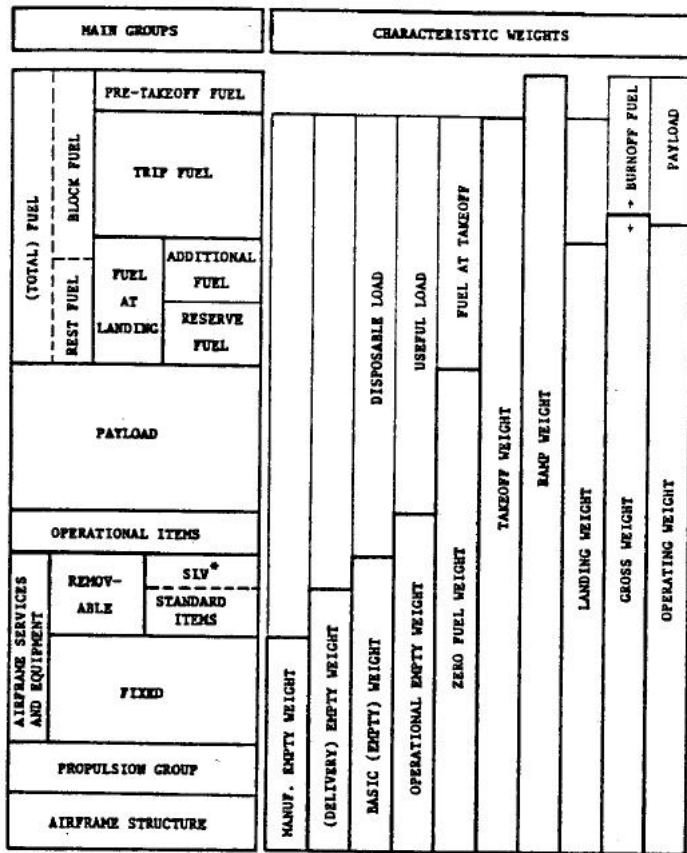 MAIN GROUPS
CHARACTERISTIC WEIGHTS
(TOTAL) FUEL
BLOCK FUEL
REST FUEL
PRE-TAKEOFF FUEL
TRIP FUEL
FUEL
AT
LANDING
ADDITIONAL
FUEL
RESERVE
FUEL
PAYLOAD
OPERATIONAL ITEMS
AIRFRAME SERVICES
AND EQUIPMENT
REMOV-
ABLE
SLV*
STANDARD
ITEMS
FIXED
PROPULSION GROUP
AIRFRAME STRUCTURE
MANUF. EMPTY WEIGHT
(DELIVERY) EMPTY WEIGHT
DISPOSABLE LOAD
BASIC (EMPTY) WEIGHT
USEFUL LOAD
OPERATIONAL EMPTY WEIGHT
FUEL AT TAKEOFF
ZERO FUEL WEIGHT
TAKEOFF WEIGHT
RAMP WEIGHT
LANDING WEIGHT
← → BURNOFF FUEL
GROSS WEIGHT
PAYLOAD
OPERATING WEIGHT